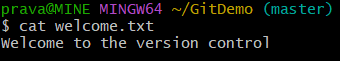 prava@MINE MINGW64 ~/GitDemo (master)
$ cat welcome.txt
Welcome to the version control